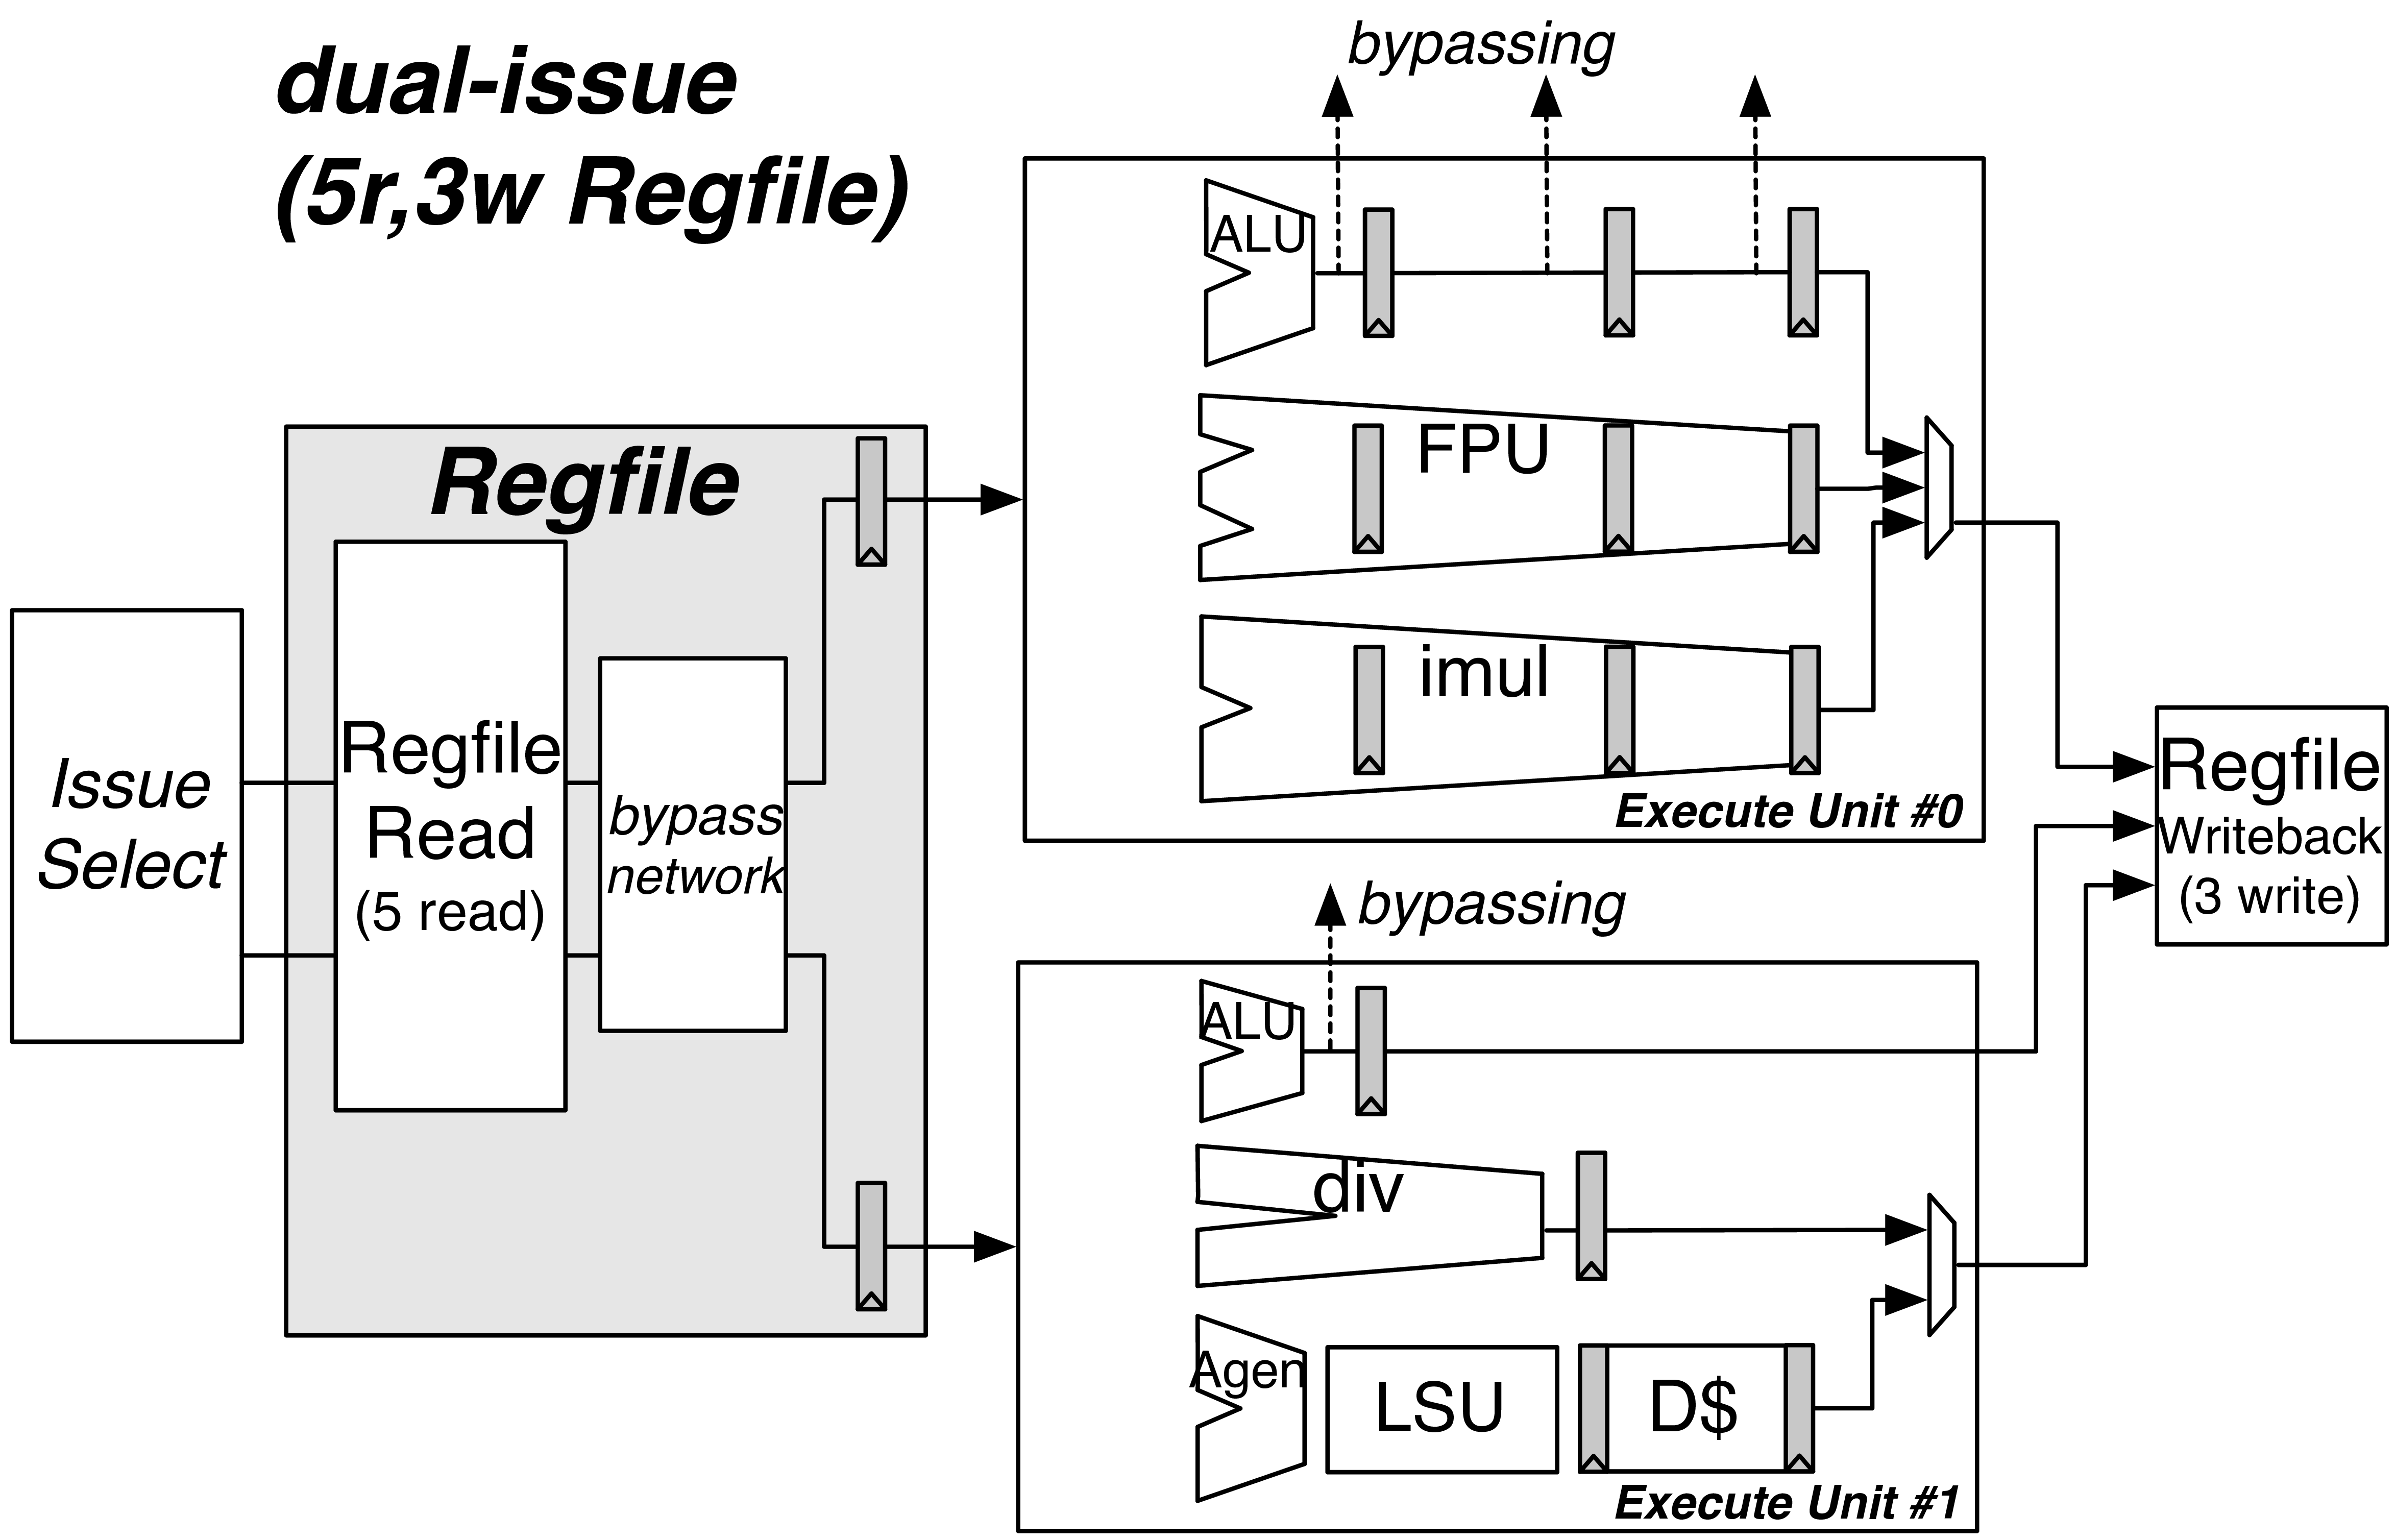 dual-issue
(5r,3w Regfile)
bypassing
ALU
FPU
imul
Execute Unit #0
Regfile
Issue
Select
Regfile
Read
(5 read)
bypass
network
Regfile
Writeback
(3 write)
bypassing
ALU
div
Agen
LSU
D$
Execute Unit #1